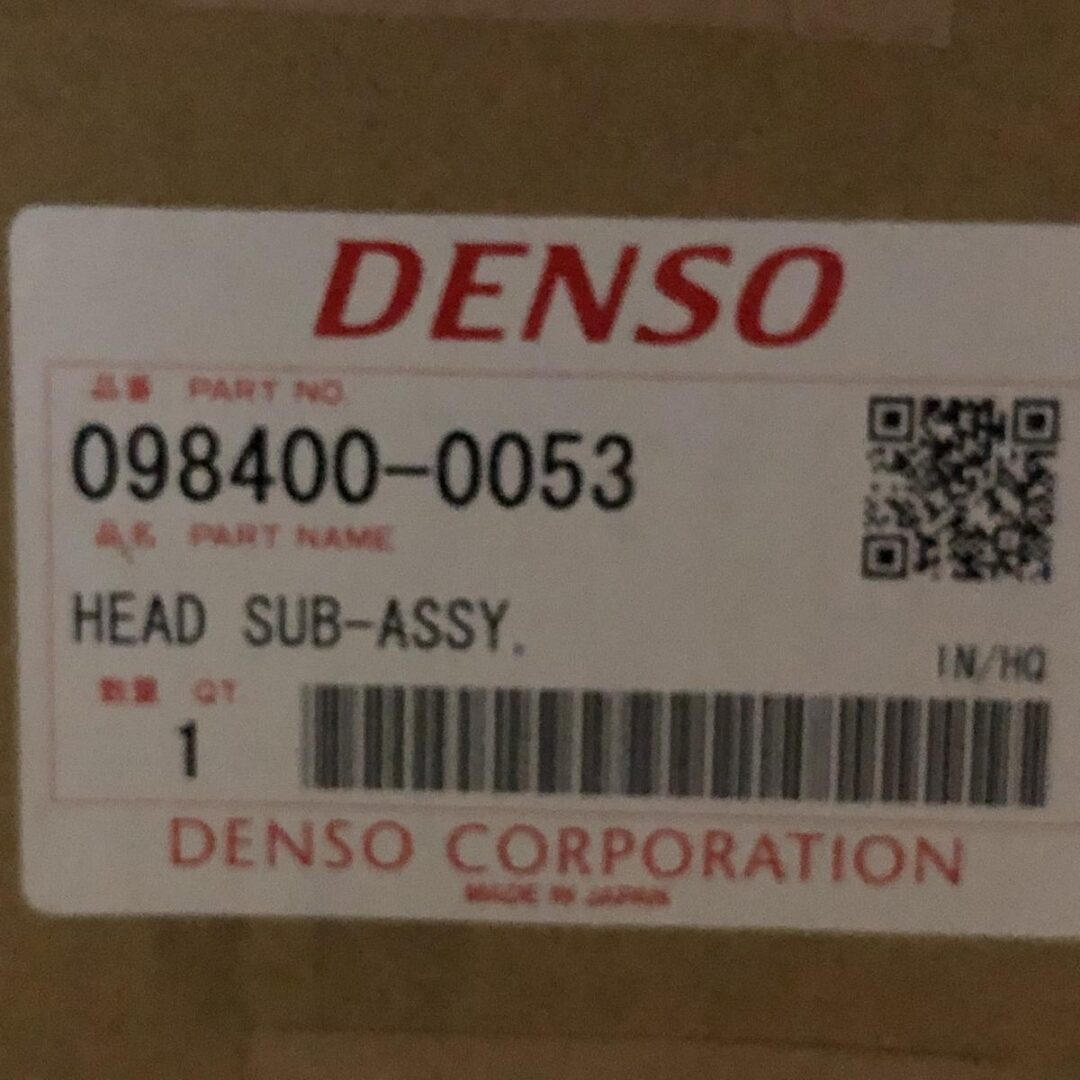 DENSO
品番 PART NO.
098400-0053
品名 PART NAME
HEAD SUB-ASSY.
IN/HQ
数量 QT
1
DENSO CORPORATION
MADE IN JAPAN